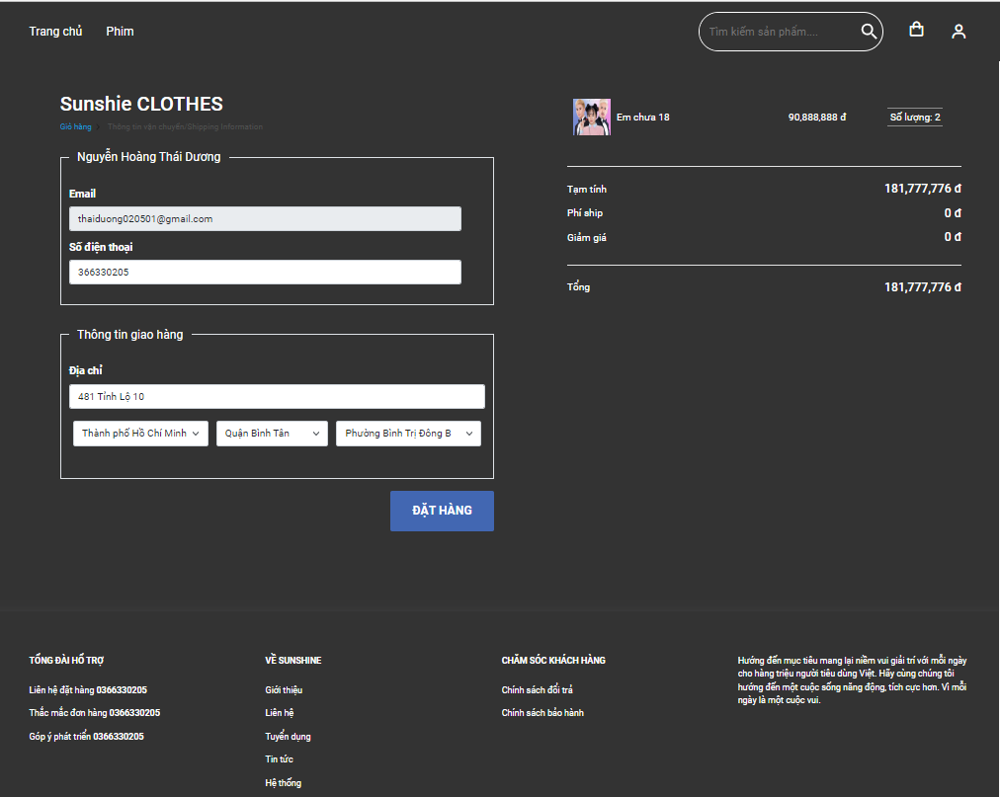 Trang chủ Phim
Tìm kiếm sản phẩm....
Sunshie CLOTHES
Giỏ hàng Thông tin vận chuyển/Shipping Information
Nguyễn Hoàng Thái Dương
Email
thaiduong020501@gmail.com
Số điện thoại
366330205
Thông tin giao hàng
Địa chỉ
481 Tỉnh Lộ 10
Thành phố Hồ Chí Minh Quận Bình Tân Phường Bình Trị Đông B
ĐẶT HÀNG
Em chưa 18 90,888,888 đ Số lượng: 2
Tạm tính 181,777,776 đ
Phí ship 0 đ
Giảm giá 0 đ
Tổng 181,777,776 đ
TỔNG ĐÀI HỖ TRỢ
Liên hệ đặt hàng 0366330205
Thắc mắc đơn hàng 0366330205
Góp ý phát triển 0366330205
VỀ SUNSHINE
Giới thiệu
Liên hệ
Tuyển dụng
Tin tức
Hệ thống
CHĂM SÓC KHÁCH HÀNG
Chính sách đổi trả
Chính sách bảo hành
Hướng đến mục tiêu mang lại niềm vui giải trí với mỗi ngày
cho hàng triệu người tiêu dùng Việt. Hãy cùng chúng tôi
hướng đến một cuộc sống năng động, tích cực hơn. Vì mỗi
ngày là một cuộc vui.